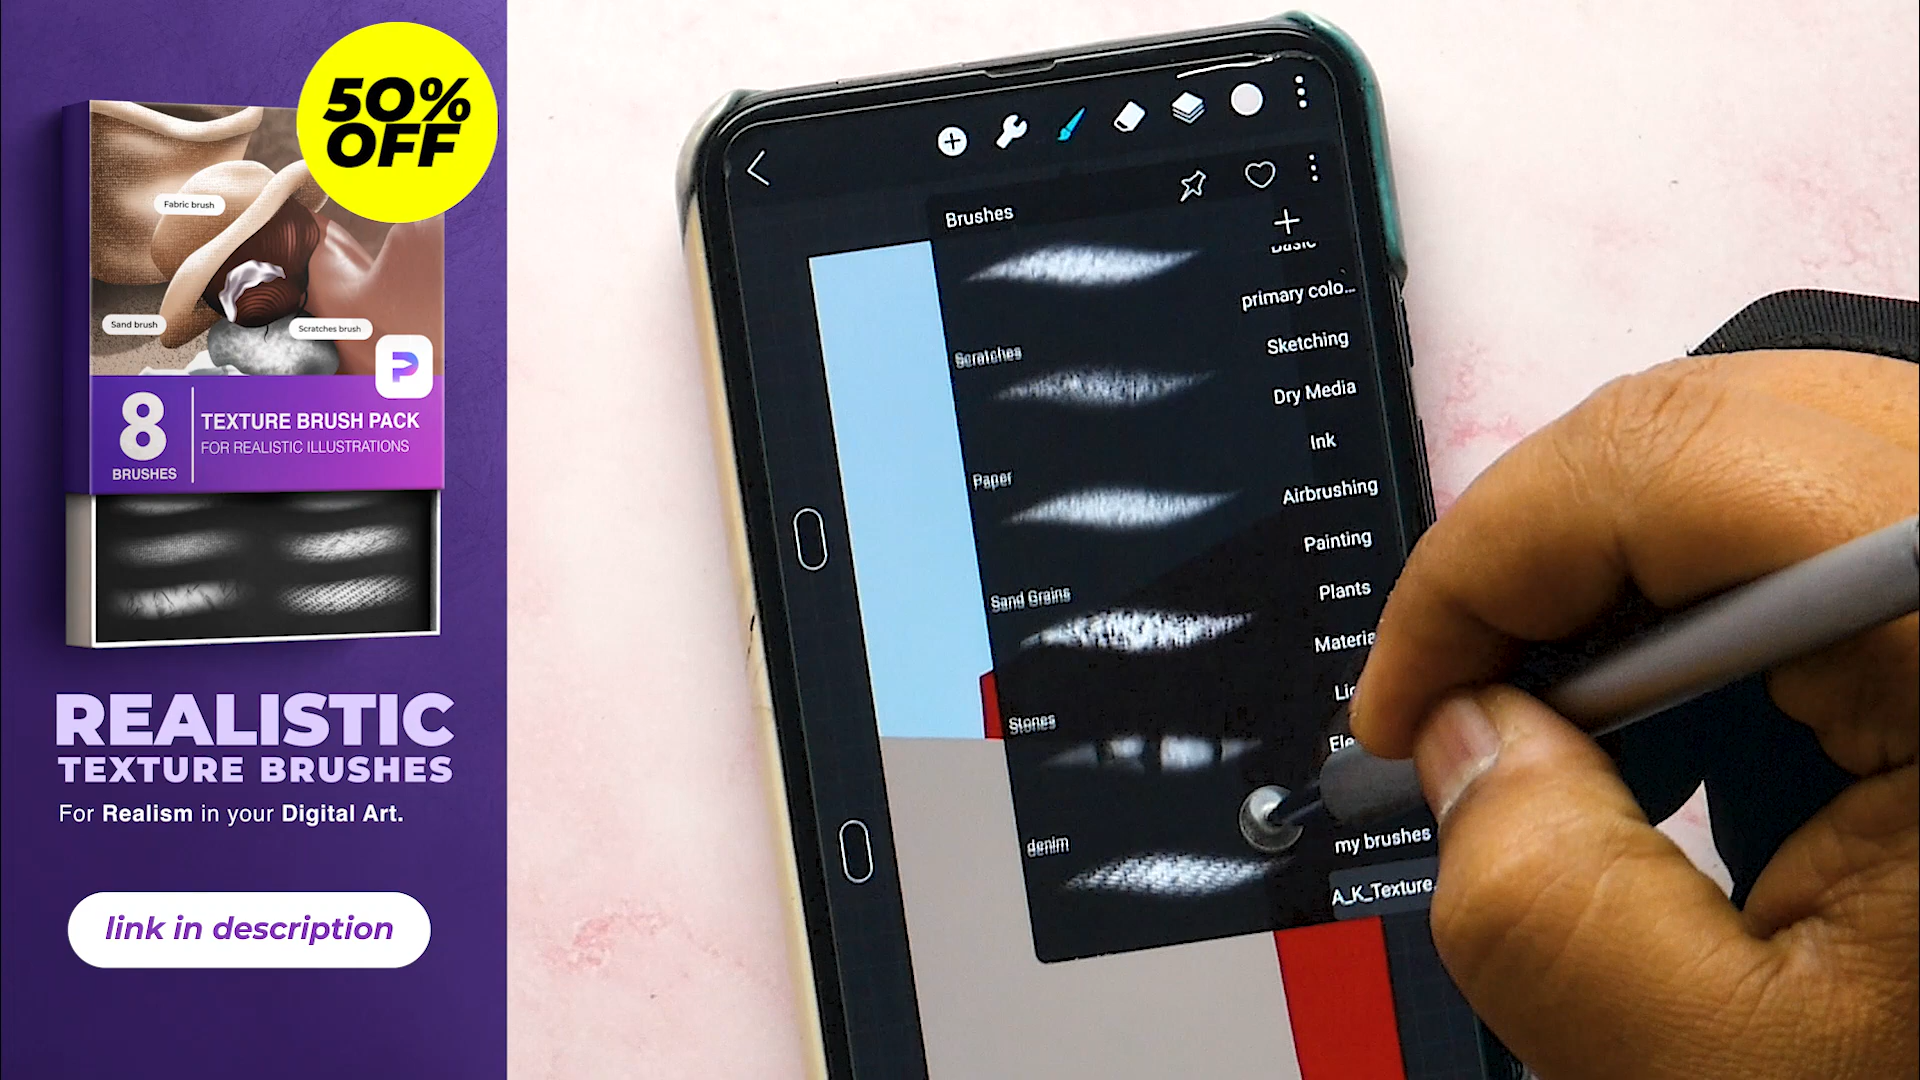 50%
OFF
Fabric brush
Sand brush
Scratches brush
8
BRUSHES
TEXTURE BRUSH PACK
FOR REALISTIC ILLUSTRATIONS
REALISTIC
TEXTURE BRUSHES
For Realism in your Digital Art.
link in description
Brushes
Basic
primary colo...
Sketching
Scratches
Dry Media
Ink
Paper
Airbrushing
Painting
Sand Grains
Plants
Stones
denim
my brushes
A_K_Texture.